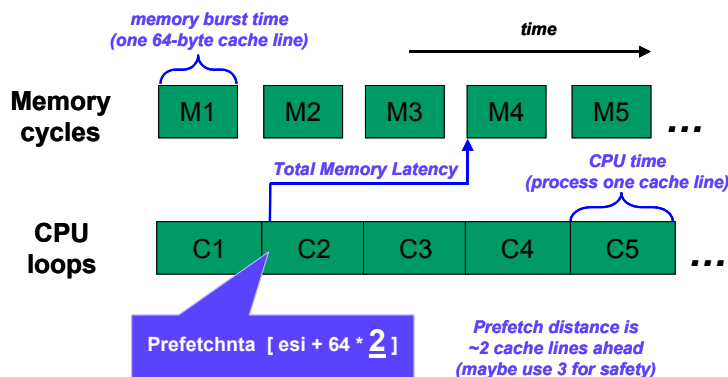 memory burst time
(one 64-byte cache line)
time
Memory
cycles
M1 M2 M3 M4 M5 ...
Total Memory Latency
CPU time
(process one cache line)
CPU
loops
C1 C2 C3 C4 C5 ...
Prefetchnta [ esi + 64 * 2 ]
Prefetch distance is
~2 cache lines ahead
(maybe use 3 for safety)